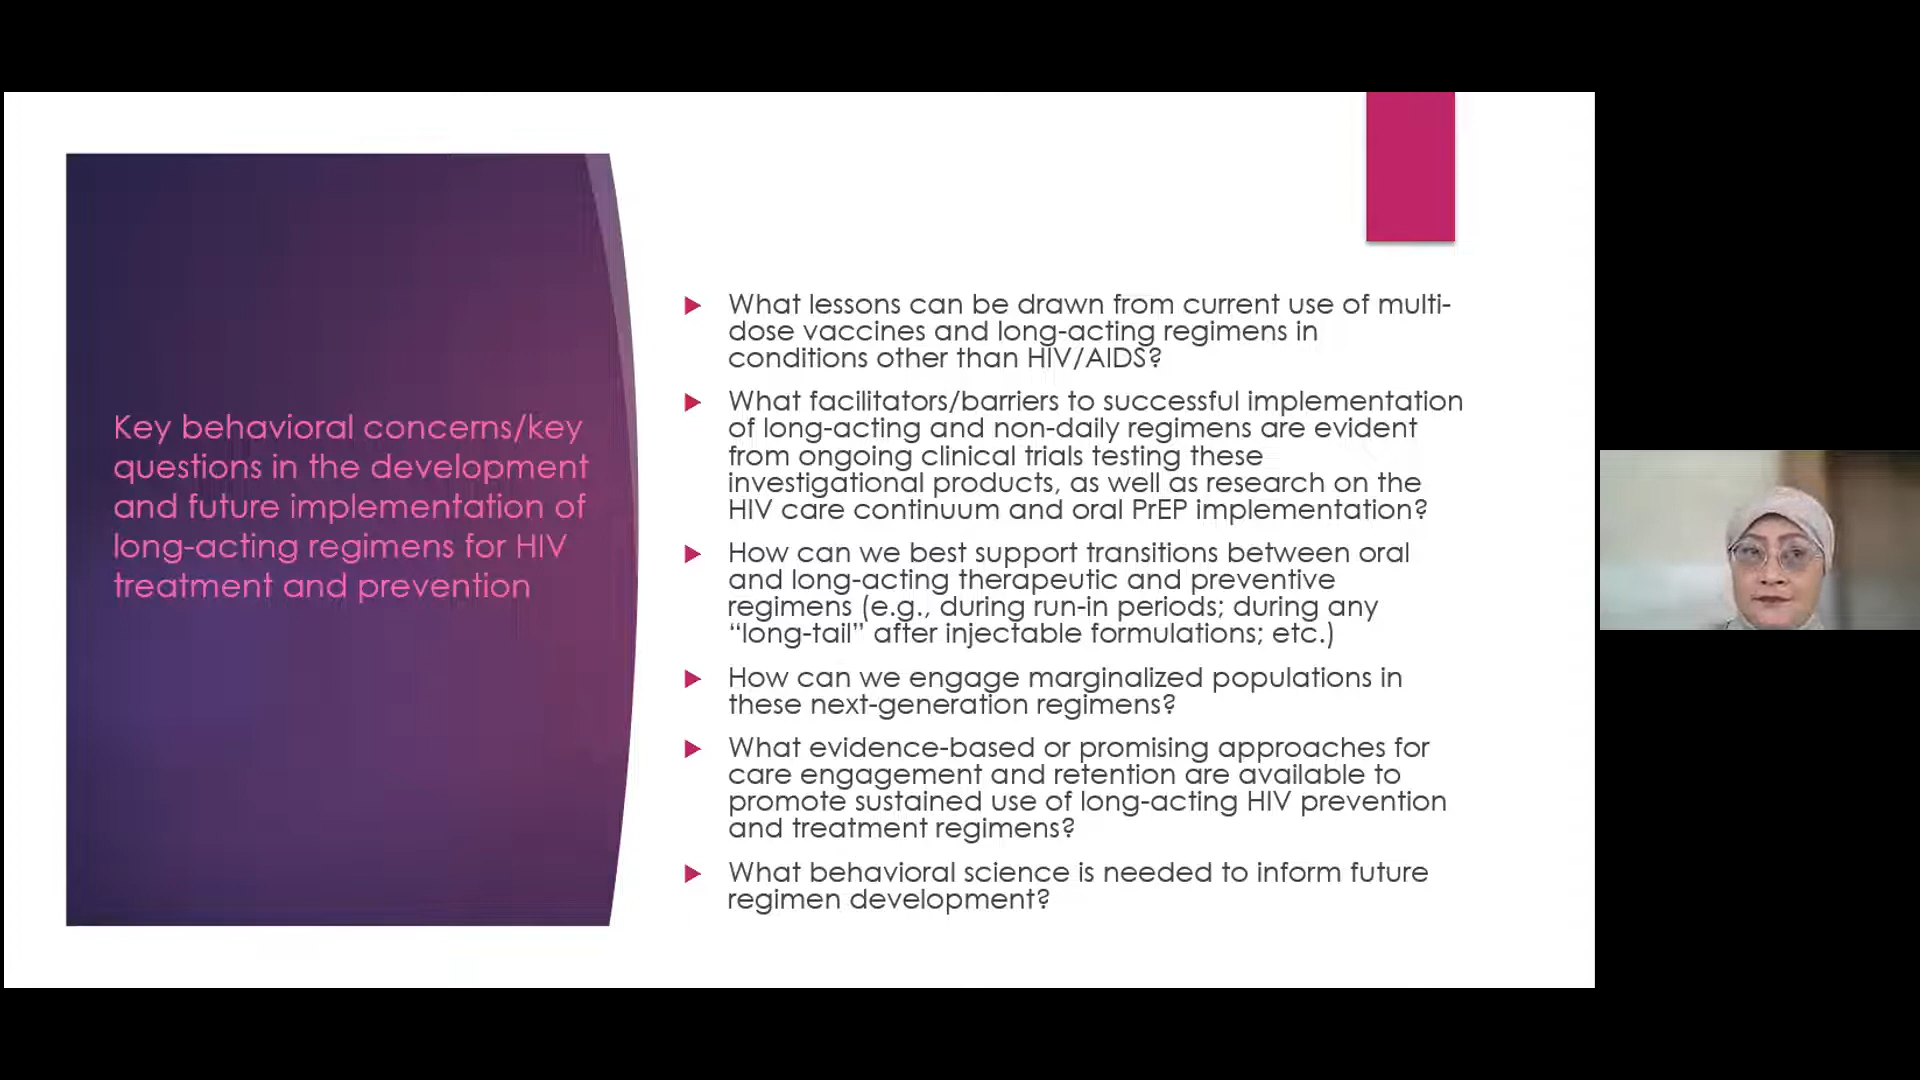 Key behavioral concerns/key
questions in the development
and future implementation of
long-acting regimens for HIV
treatment and prevention
What lessons can be drawn from current use of multi-
dose vaccines and long-acting regimens in
conditions other than HIV/AIDS?
What facilitators/barriers to successful implementation
of long-acting and non-daily regimens are evident
from ongoing clinical trials testing these
investigational products, as well as research on the
HIV care continuum and oral PrEP implementation?
How can we best support transitions between oral
and long-acting therapeutic and preventive
regimens (e.g., during run-in periods; during any
“long-tail” after injectable formulations; etc.)
How can we engage marginalized populations in
these next-generation regimens?
What evidence-based or promising approaches for
care engagement and retention are available to
promote sustained use of long-acting HIV prevention
and treatment regimens?
What behavioral science is needed to inform future
regimen development?